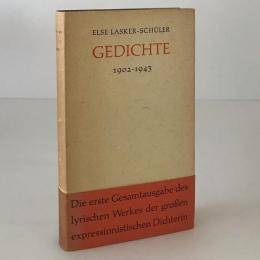 ELSE LASKER-SCHÜLER
GEDICHTE
1902-1943
Die erste Gesamtausgabe des
lyrischen Werkes der großen
expressionistischen Dichterin